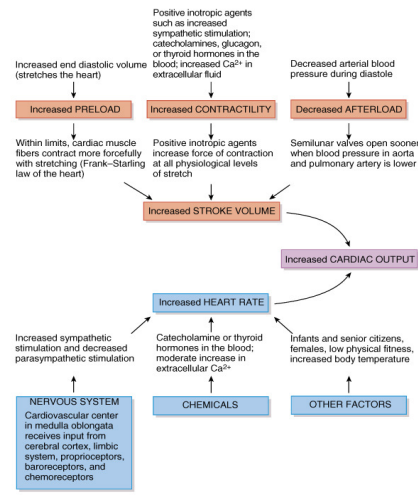 Positive inotropic agents
such as increased
sympathetic stimulation;
catecholamines, glucagon,
or thyroid hormones in the
blood; increased Ca2+ in
extracellular fluid
Increased end diastolic volume
(stretches the heart)
Decreased arterial blood
pressure during diastole
Increased PRELOAD
Increased CONTRACTILITY
Decreased AFTERLOAD
Within limits, cardiac muscle
fibers contract more forcefully
with stretching (Frank–Starling
law of the heart)
Positive inotropic agents
increase force of contraction
at all physiological levels
of stretch
Semilunar valves open sooner
when blood pressure in aorta
and pulmonary artery is lower
Increased STROKE VOLUME
Increased CARDIAC OUTPUT
Increased HEART RATE
Increased sympathetic
stimulation and decreased
parasympathetic stimulation
Catecholamine or thyroid
hormones in the blood;
moderate increase in
extracellular Ca2+
Infants and senior citizens,
females, low physical fitness,
increased body temperature
NERVOUS SYSTEM
Cardiovascular center
in medulla oblongata
receives input from
cerebral cortex, limbic
system, proprioceptors,
baroreceptors, and
chemoreceptors
CHEMICALS
OTHER FACTORS